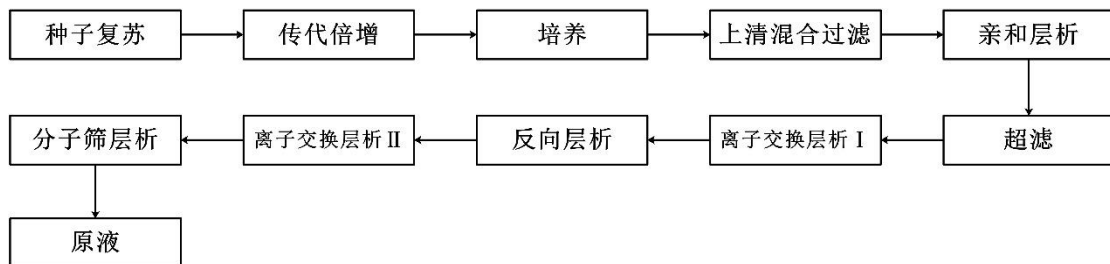 种子复苏
传代倍增
培养
上清混合过滤
亲和层析
超滤
离子交换层析 Ⅰ
反向层析
离子交换层析 Ⅱ
分子筛层析
原液